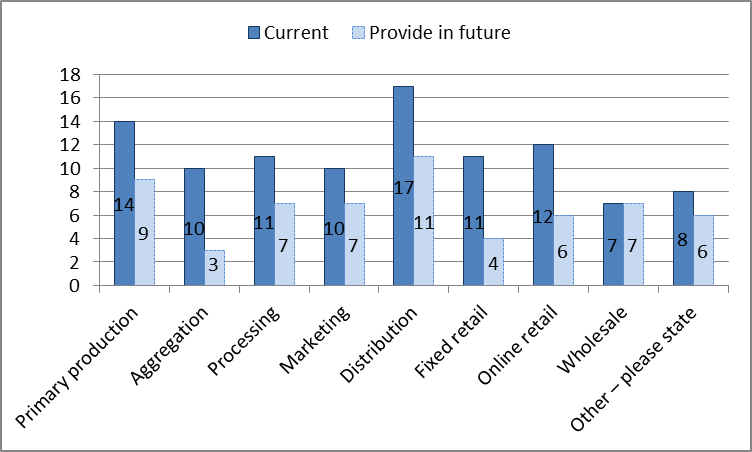 Current Provide in future
18
16
14
12
10
8
6
4
2
0
14 9 10 3 11 7 10 7 17 11 11 4 12 6 7 7 8 6
Primary production
Aggregation
Processing
Marketing
Distribution
Fixed retail
Online retail
Wholesale
Other – please state